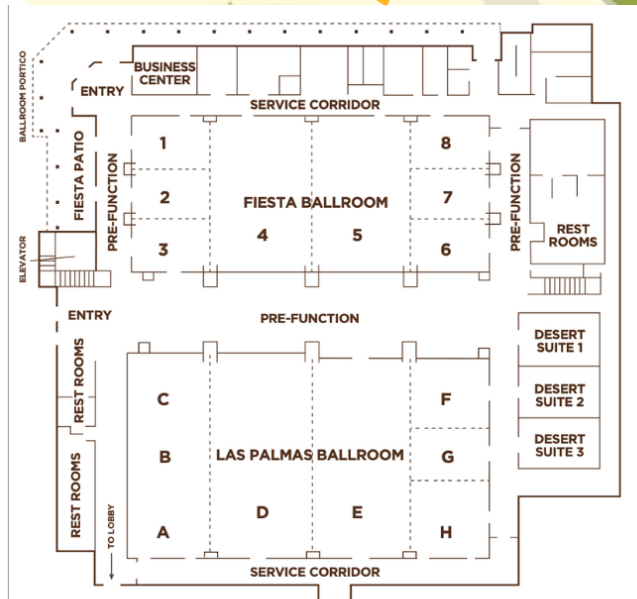 BUSINESS
CENTER
ENTRY
SERVICE CORRIDOR
BALLROOM PORTICO
FIESTA PATIO
PRE-FUNCTION
1
2
3
4
FIESTA BALLROOM
5
8
7
6
PRE-FUNCTION
REST
ROOMS
ELEVATOR
ENTRY
PRE-FUNCTION
REST ROOMS
REST ROOMS
C
B
A
LAS PALMAS BALLROOM
D
E
F
G
H
DESERT
SUITE 1
DESERT
SUITE 2
DESERT
SUITE 3
TO LOBBY
SERVICE CORRIDOR